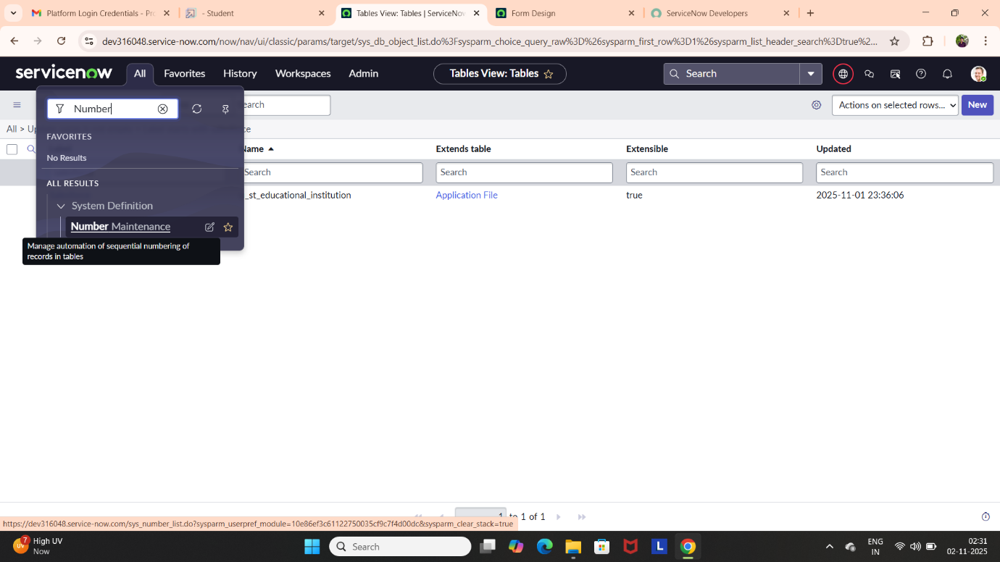 Platform Login Credentials - Pro
- Student
Tables View: Tables | ServiceNow
Form Design
ServiceNow Developers
dev316048.service-now.com/now/nav/ui/classic/params/target/sys_db_object_list.do%3Fsysparm_choice_query_raw%3D%26sysparm_first_row%3D1%26sysparm_list_header_search%3Dtrue%2...
servicenow
All
Favorites
History
Workspaces
Admin
Tables View: Tables
Search
Number
earch
Actions on selected rows...
New
All > Up
ce
FAVORITES
No Results
ALL RESULTS
System Definition
Number Maintenance
Manage automation of sequential numbering of
records in tables
Name
Extends table
Extensible
Updated
Search
Search
Search
Search
_st_educational_institution
Application File
true
2025-11-01 23:36:06
1 to 1 of 1
https://dev316048.service-now.com/sys_number_list.do?sysparm_userpref_module=10e86ef3c61122750035cf9c7f4d00dc&sysparm_clear_stack=true
7
UV
High UV
Now
Search
L
ENG
IN
02:31
02-11-2025